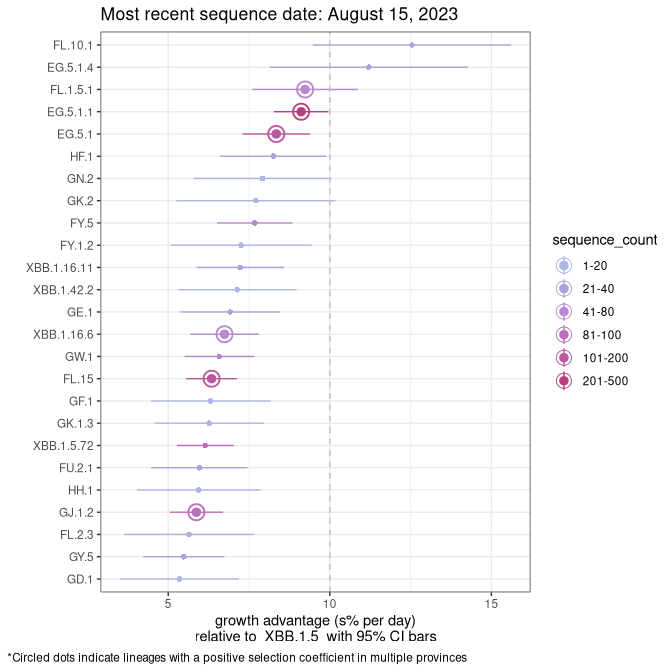 Most recent sequence date: August 15, 2023
FL.10.1
EG.5.1.4
FL.1.5.1
EG.5.1.1
EG.5.1
HF.1
GN.2
GK.2
FY.5
FY.1.2
XBB.1.16.11
XBB.1.42.2
GE.1
XBB.1.16.6
GW.1
FL.15
GF.1
GK.1.3
XBB.1.5.72
FU.2.1
HH.1
GJ.1.2
FL.2.3
GY.5
GD.1
sequence_count
1-20
21-40
41-80
81-100
101-200
201-500
5 10 15
growth advantage (s% per day)
relative to XBB.1.5 with 95% CI bars
*Circled dots indicate lineages with a positive selection coefficient in multiple provinces